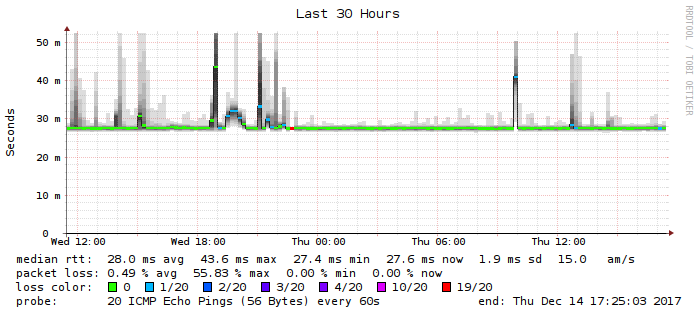 Last 30 Hours
RRDTOOL / TOBI OETIKER
Seconds
50 m
40 m
30 m
20 m
10 m
0
Wed 12:00 Wed 18:00 Thu 00:00 Thu 06:00 Thu 12:00
median rtt: 28.0 ms avg 43.6 ms max 27.4 ms min 27.6 ms now 1.9 ms sd 15.0 am/s
packet loss: 0.49 % avg 55.83 % max 0.00 % min 0.00 % now
loss color: 0 1/20 2/20 3/20 4/20 10/20 19/20
probe: 20 ICMP Echo Pings (56 Bytes) every 60s end: Thu Dec 14 17:25:03 2017